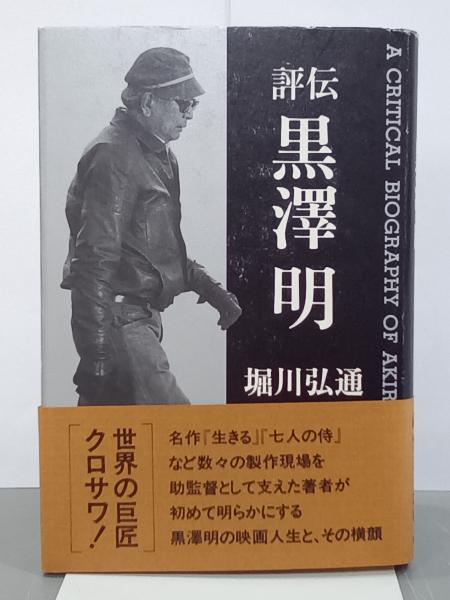 評伝
黒澤明
堀川弘通
A CRITICAL BIOGRAPHY OF AKIR
世界の巨匠
クロサワ!
名作『生きる』『七人の侍』
など数々の製作現場を
助監督として支えた著者が
初めて明らかにする
黒澤明の映画人生と、その横顔